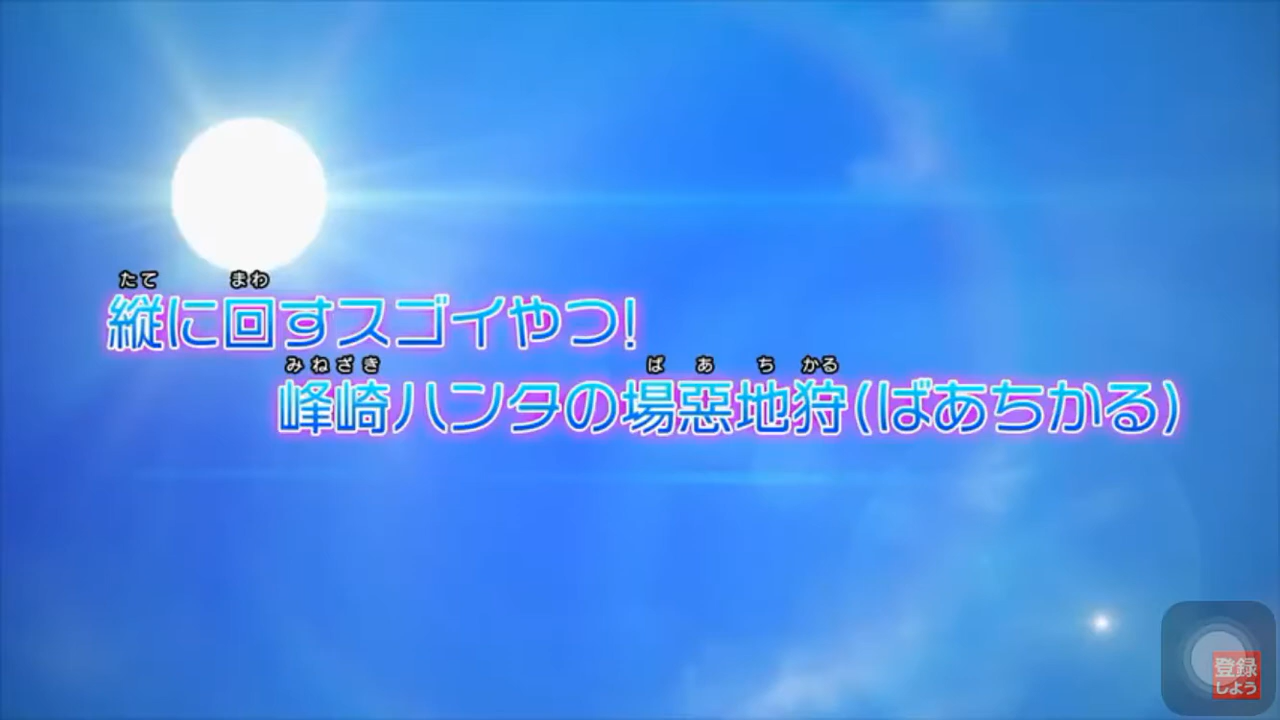 たて まわ
縦に回すスゴイやつ!
みねざき ば あ ち かる
峰崎ハンタの場惡地狩(ばあちかる)
登録
しよう